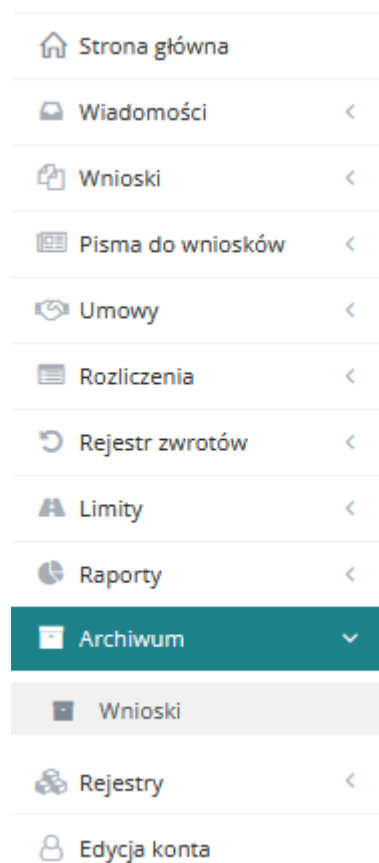 Strona główna
Wiadomości
Wnioski
Pisma do wniosków
Umowy
Rozliczenia
Rejestr zwrotów
Limity
Raporty
Archiwum
Wnioski
Rejestry
Edycja konta